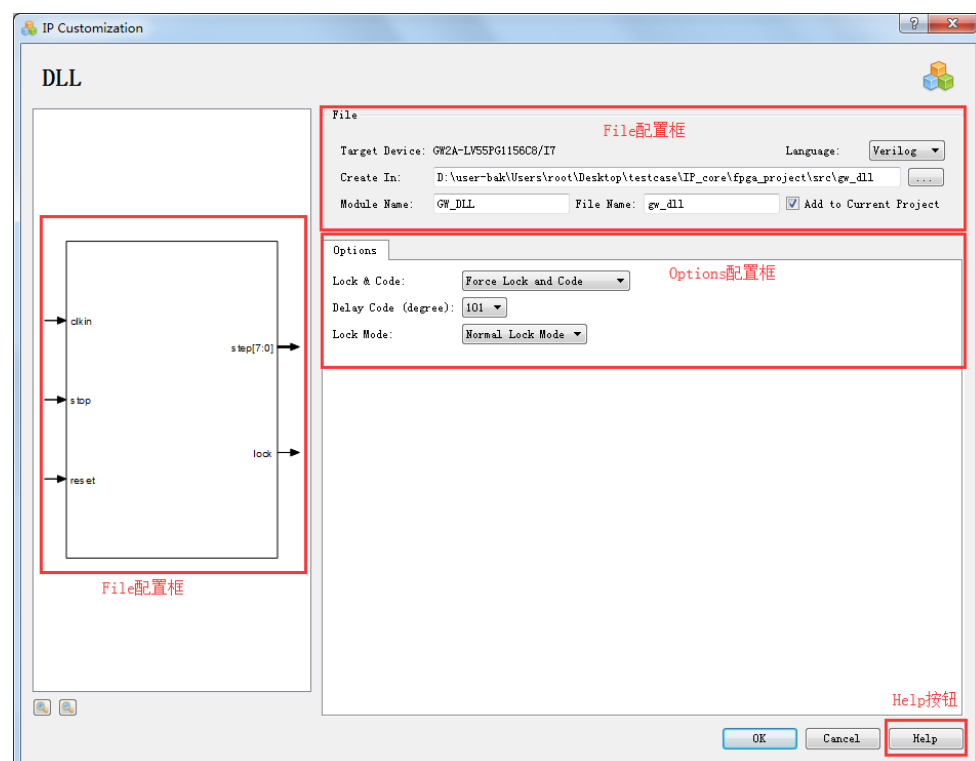 IP Customization
DLL
File
File配置框
Target Device: GW2A-LV55PG1156C8/I7
Language: Verilog
Create In: D:\user-bak\Users\root\Desktop\testcase\IP_core\fpga_project\src\gw_dll ...
Module Name: GW_DLL File Name: gw_dll Add to Current Project
Options
Options配置框
Lock & Code: Force Lock and Code
Delay Code (degree): 101
Lock Mode: Normal Lock Mode
clkin
step[7:0]
stop
lock
reset
File配置框
Help按钮
OK Cancel Help